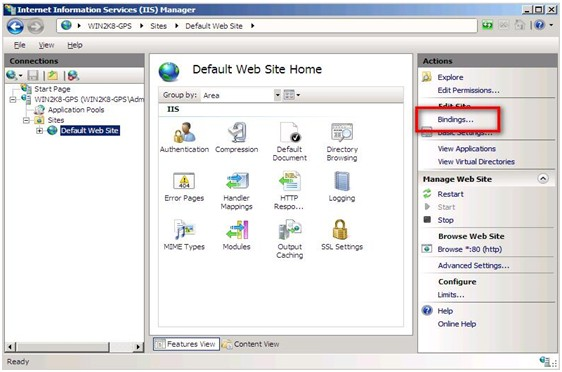 Internet Information Services (IIS) Manager
WIN2K8-GPS ▸ Sites ▸ Default Web Site ▸
File View Help
Connections
Start Page
WIN2K8-GPS (WIN2K8-GPS\Adm
Application Pools
Sites
Default Web Site
Default Web Site Home
Group by: Area
IIS
Authentication
Compression
Default Document
Directory Browsing
Error Pages
404
Handler Mappings
HTTP Respo...
Logging
MIME Types
Modules
Output Caching
SSL Settings
Features View
Content View
Actions
Explore
Edit Permissions...
Edit Site
Bindings...
Basic Settings...
View Applications
View Virtual Directories
Manage Web Site
Restart
Start
Stop
Browse Web Site
Browse *:80 (http)
Advanced Settings...
Configure
Limits...
Help
Online Help
Ready